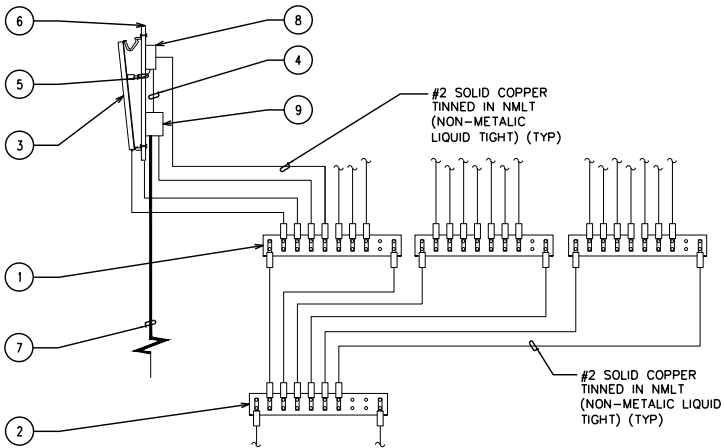 6
8
4
5
9
3
#2 SOLID COPPER
TINNED IN NMLT
(NON-METALIC
LIQUID TIGHT) (TYP)
1
7
#2 SOLID COPPER
TINNED IN NMLT
(NON-METALIC LIQUID
TIGHT) (TYP)
2